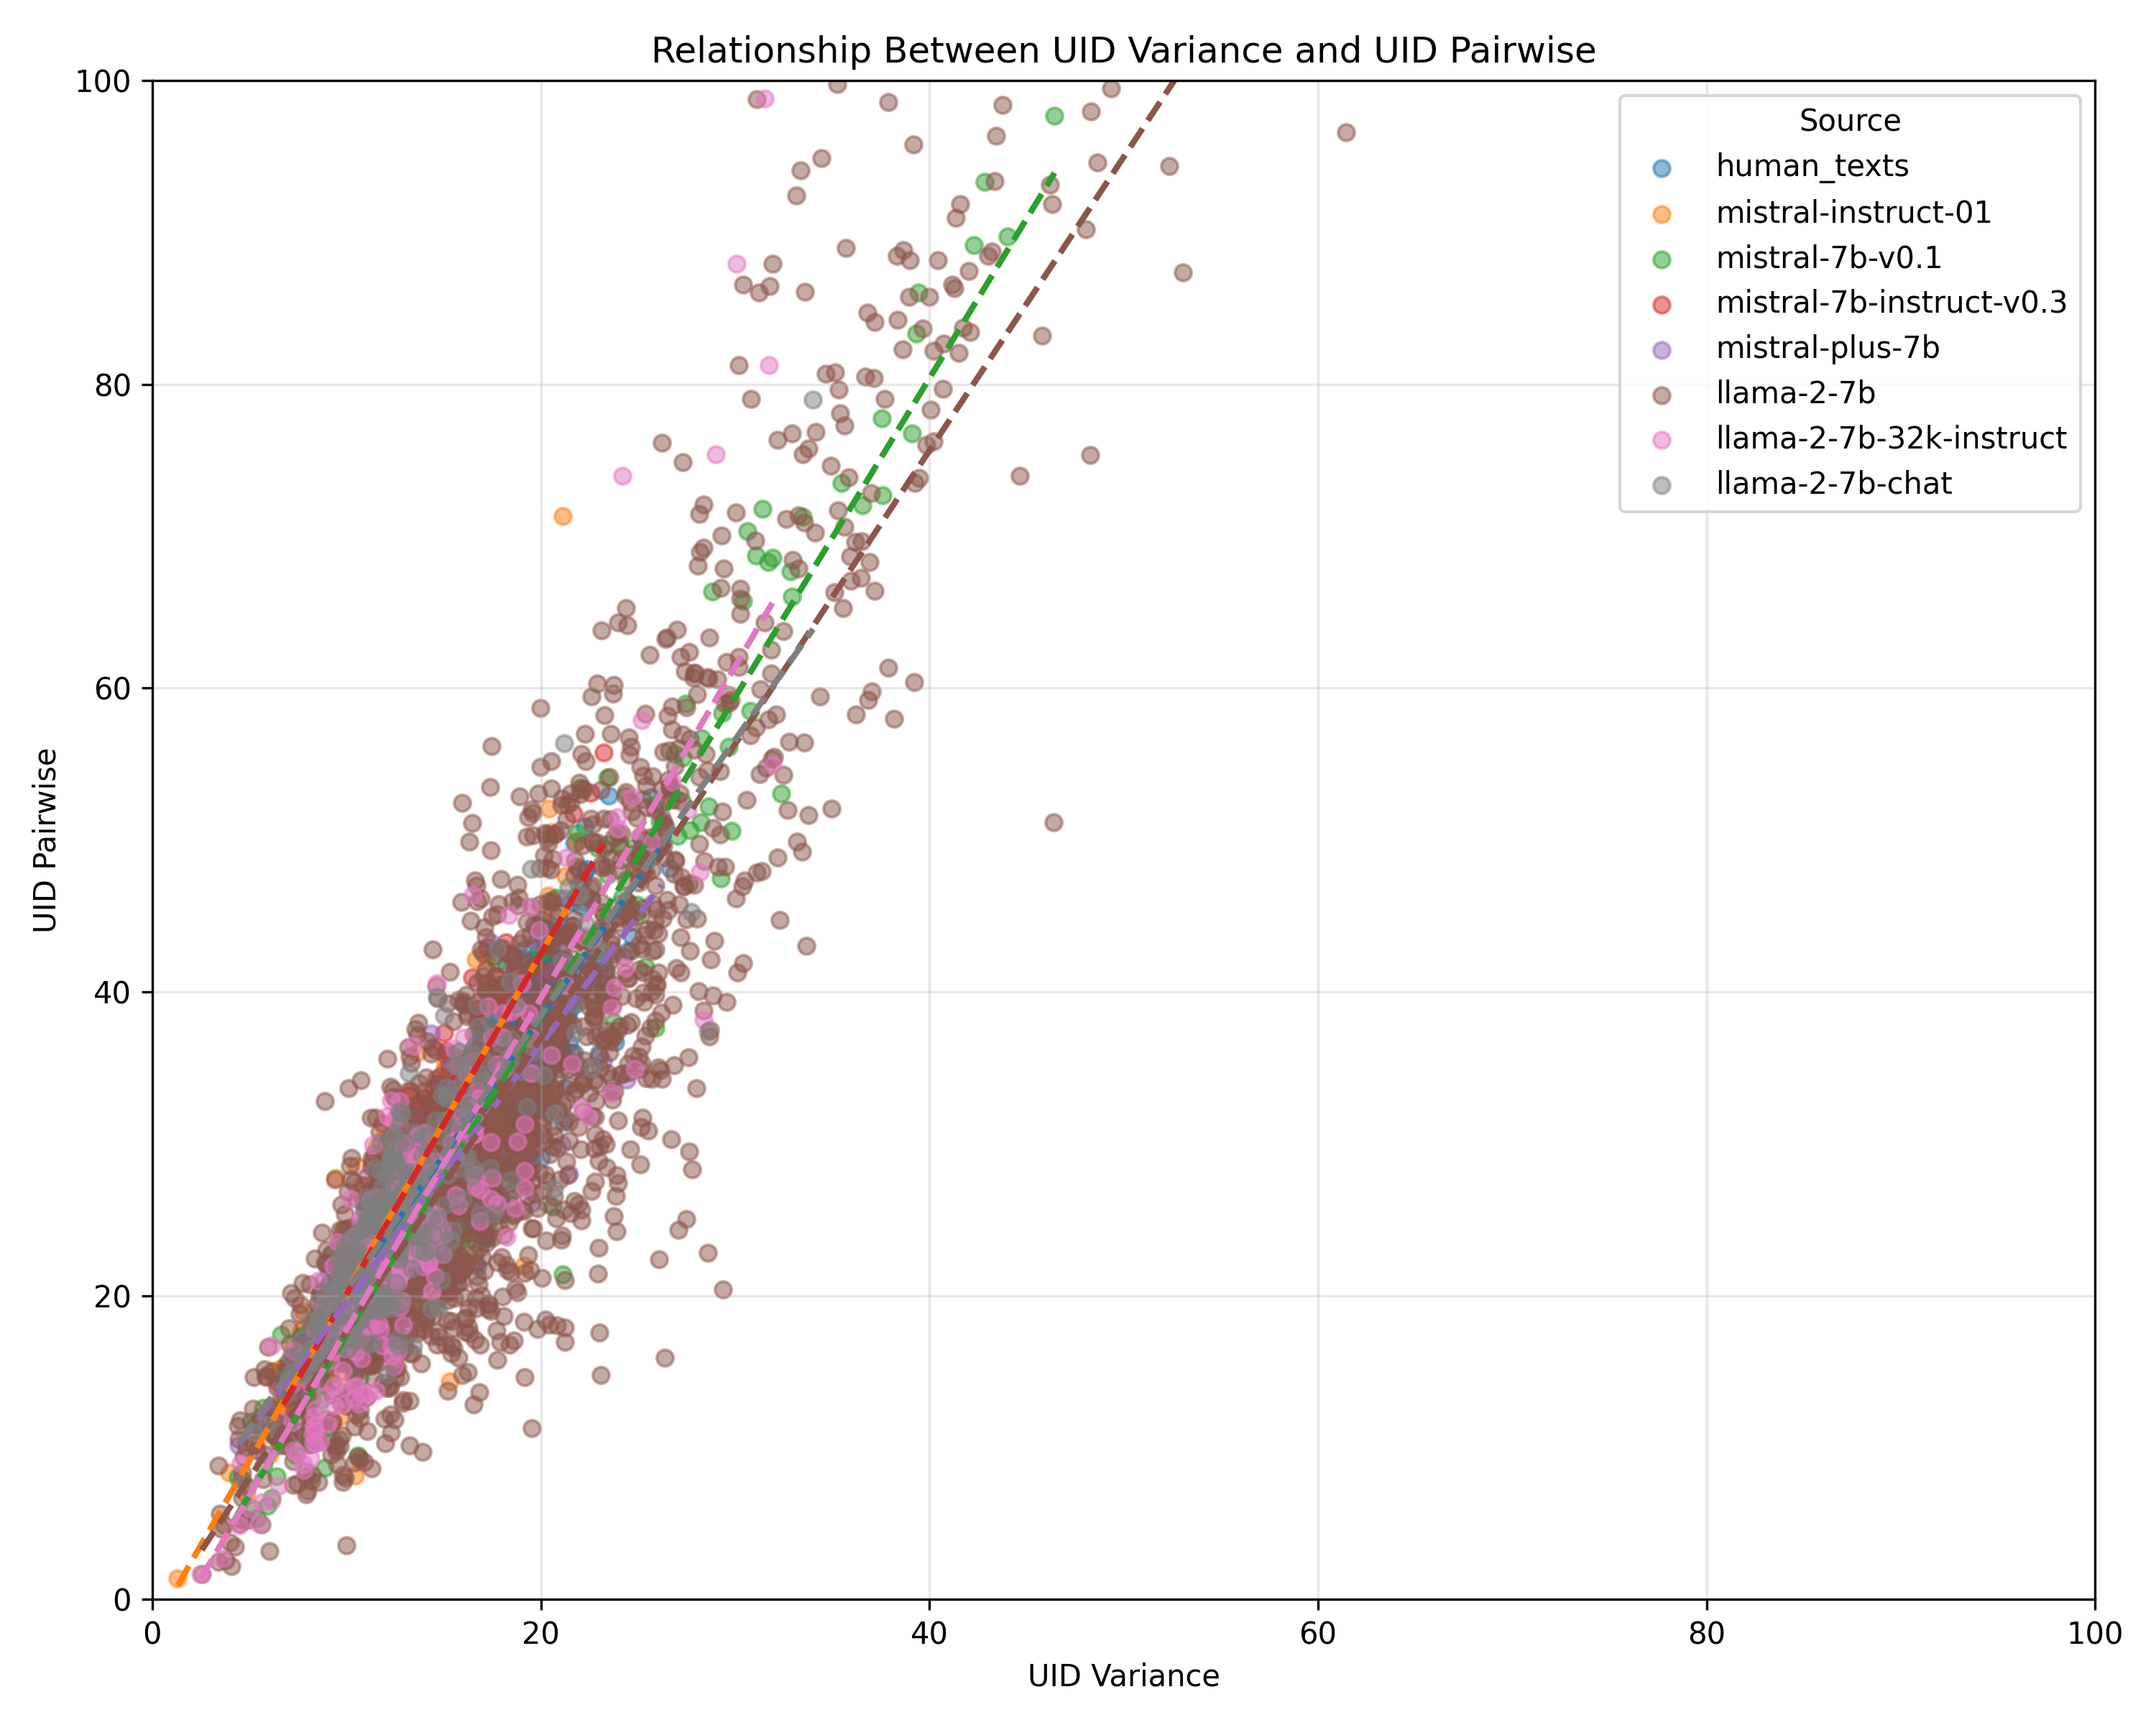 Relationship Between UID Variance and UID Pairwise
100
80
60
40
20
0
UID Pairwise
0 20 40 60 80 100
UID Variance
Source
human_texts
mistral-instruct-01
mistral-7b-v0.1
mistral-7b-instruct-v0.3
mistral-plus-7b
llama-2-7b
llama-2-7b-32k-instruct
llama-2-7b-chat